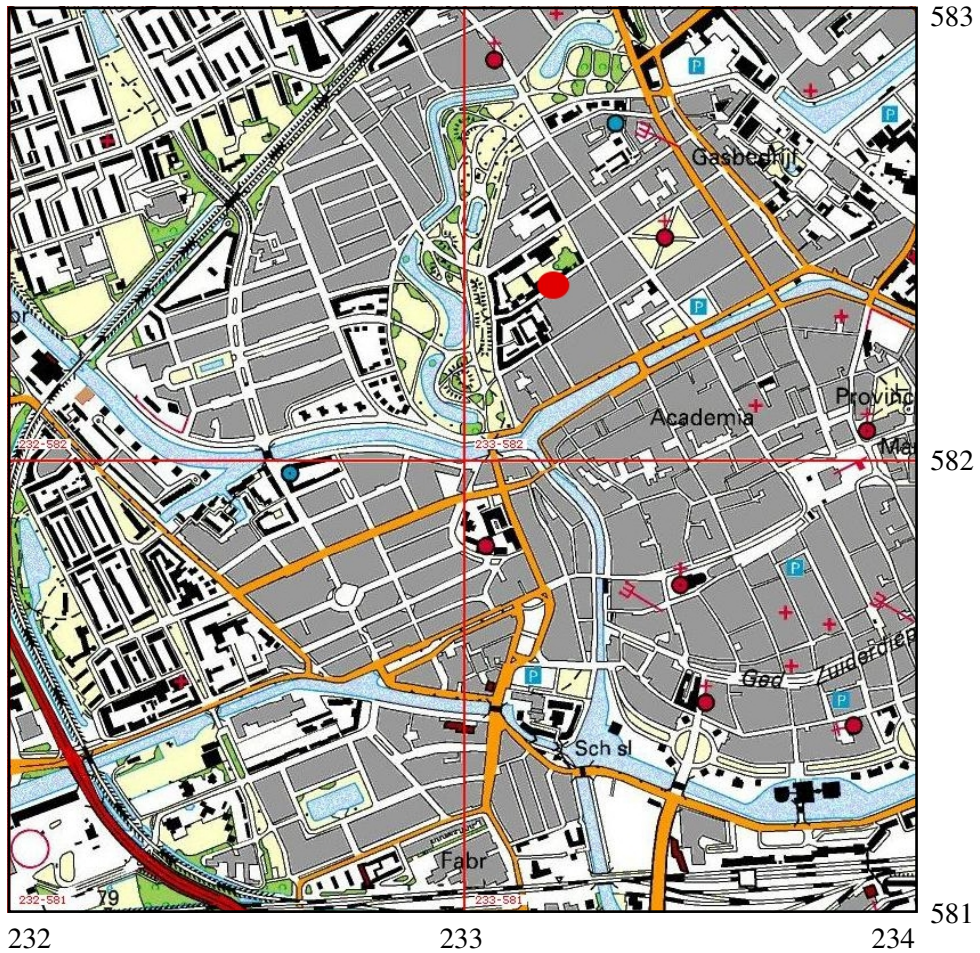 583
P
P
Gasbedrijf
P
Provinc
Academia
232-582
233-582
Ma
582
P
Ged Zuiderdiep
P
P
Sch sl
Fabr
232-581
79
233-581
581
232
233
234